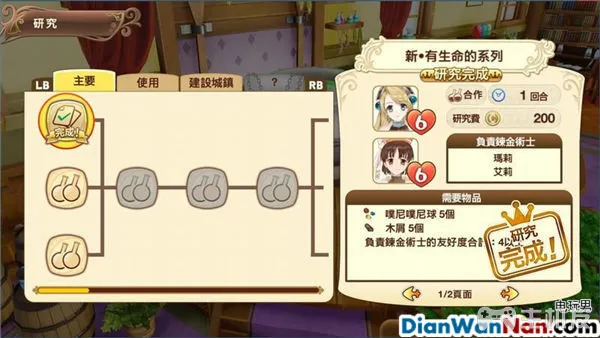 研究
LB
主要
使用
建設城鎮
?
RB
完成!
新•有生命的系列
研究完成
合作
1 回合
研究費
200
負責鍊金術士
瑪莉
艾莉
6
6
需要物品
噗尼噗尼球 5個
木屑 5個
負責鍊金術士的友好度合計:4以
研究
完成!
1/2頁面
电玩男
DianWanNan.com